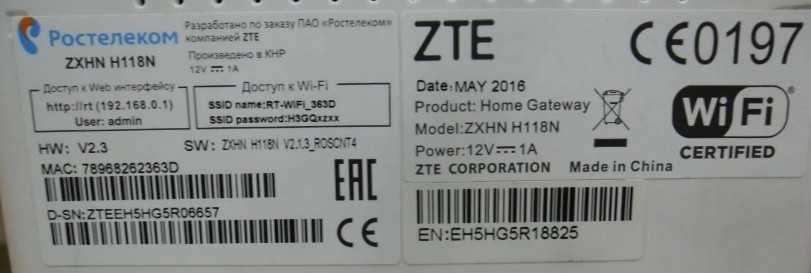 Ростелеком
Разработано по заказу ПАО «Ростелеком»
компанией ZTE
ZXHN H118N
Произведено в КНР
12V ⎓ 1A
Доступ к Web интерфейсу
http://rt (192.168.0.1)
User: admin
Доступ к Wi-Fi
SSID name:RT-WIFI_363D
SSID password:H3GQxzxx
HW: V2.3
SW: ZXHN H118N V2.1.3_ROSCNT4
MAC: 78968262363D
EAC
D-SN:ZTEEH5HG5R06657
CE
ZTE
CE0197
Date: MAY 2016
Product: Home Gateway
Model:ZXHN H118N
Power:12V⎓1A
ZTE CORPORATION Made in China
Wi Fi
CERTIFIED
EN:EH5HG5R18825